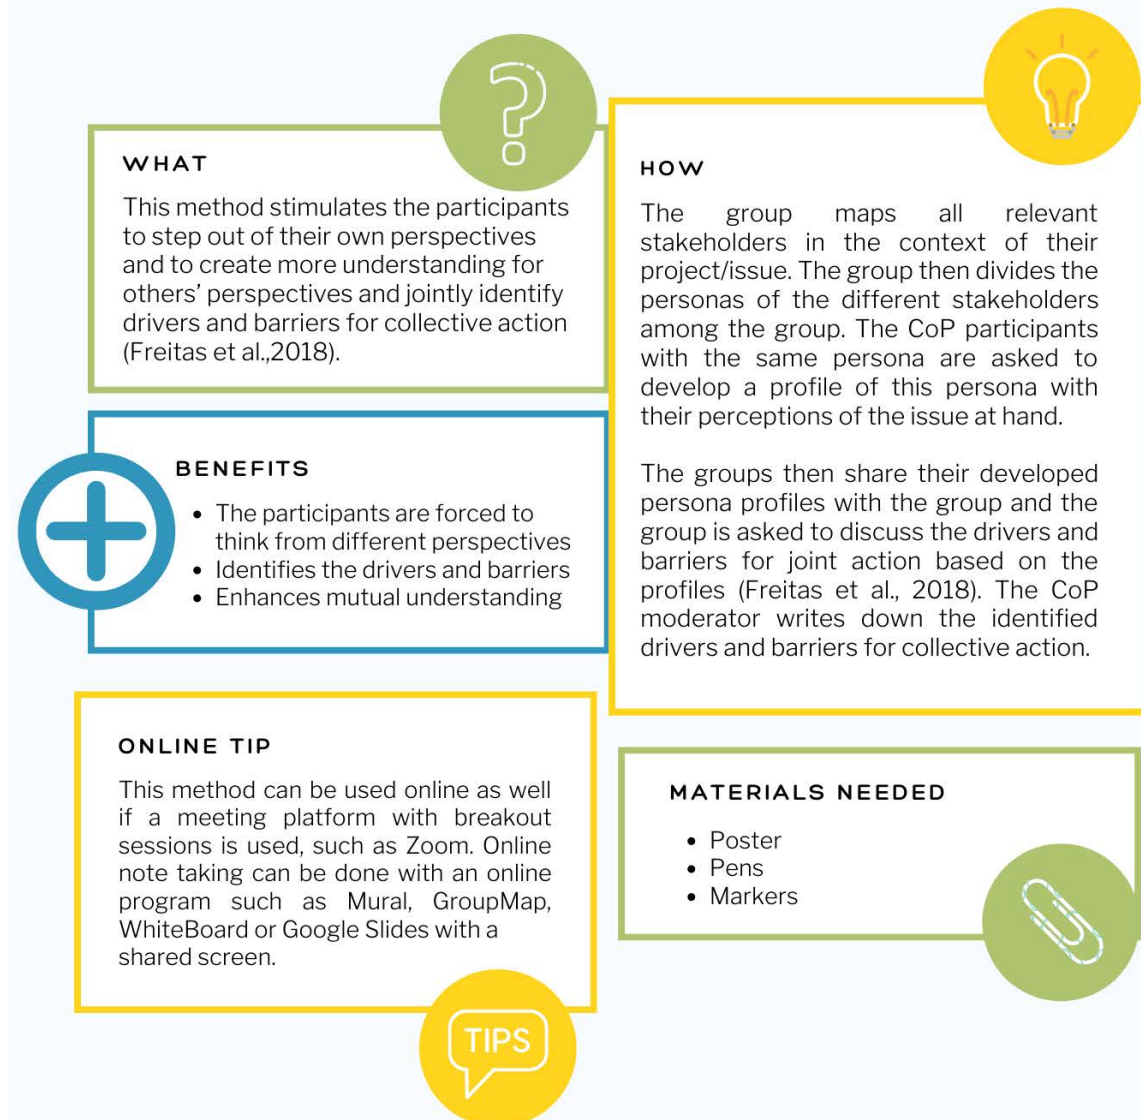 WHAT
This method stimulates the participants
to step out of their own perspectives
and to create more understanding for
others’ perspectives and jointly identify
drivers and barriers for collective action
(Freitas et al.,2018).
BENEFITS
• The participants are forced to
think from different perspectives
• Identifies the drivers and barriers
• Enhances mutual understanding
ONLINE TIP
This method can be used online as well
if a meeting platform with breakout
sessions is used, such as Zoom. Online
note taking can be done with an online
program such as Mural, GroupMap,
WhiteBoard or Google Slides with a
shared screen.
TIPS
HOW
The group maps all relevant
stakeholders in the context of their
project/issue. The group then divides the
personas of the different stakeholders
among the group. The CoP participants
with the same persona are asked to
develop a profile of this persona with
their perceptions of the issue at hand.
The groups then share their developed
persona profiles with the group and the
group is asked to discuss the drivers and
barriers for joint action based on the
profiles (Freitas et al., 2018). The CoP
moderator writes down the identified
drivers and barriers for collective action.
MATERIALS NEEDED
• Poster
• Pens
• Markers